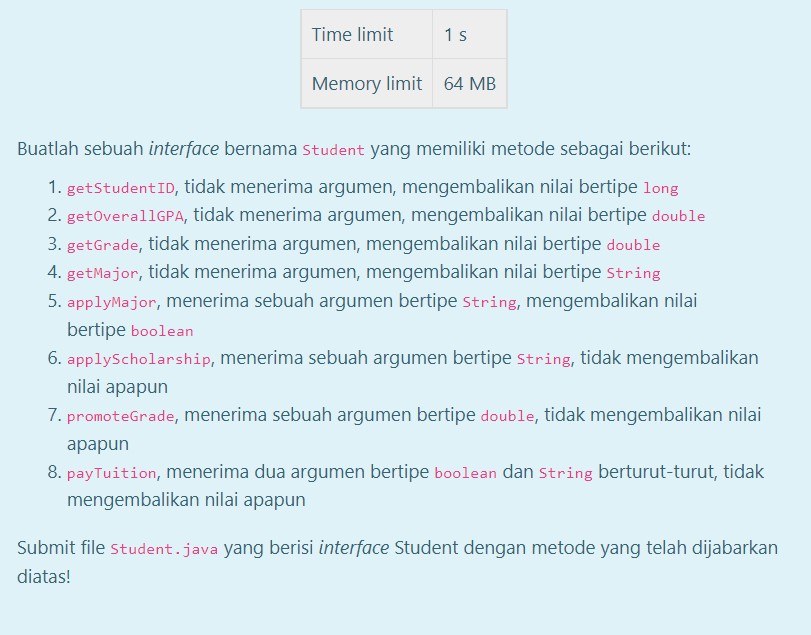 Time limit 1 s
Memory limit 64 MB
Buatlah sebuah interface bernama Student yang memiliki metode sebagai berikut:
1. getStudentID, tidak menerima argumen, mengembalikan nilai bertipe long
2. getOverallGPA, tidak menerima argumen, mengembalikan nilai bertipe double
3. getGrade, tidak menerima argumen, mengembalikan nilai bertipe double
4. getMajor, tidak menerima argumen, mengembalikan nilai bertipe String
5. applyMajor, menerima sebuah argumen bertipe String, mengembalikan nilai
bertipe boolean
6. applyScholarship, menerima sebuah argumen bertipe String, tidak mengembalikan
nilai apapun
7. promoteGrade, menerima sebuah argumen bertipe double, tidak mengembalikan nilai
apapun
8. payTuition, menerima dua argumen bertipe boolean dan String berturut-turut, tidak
mengembalikan nilai apapun
Submit file Student.java yang berisi interface Student dengan metode yang telah dijabarkan
diatas!